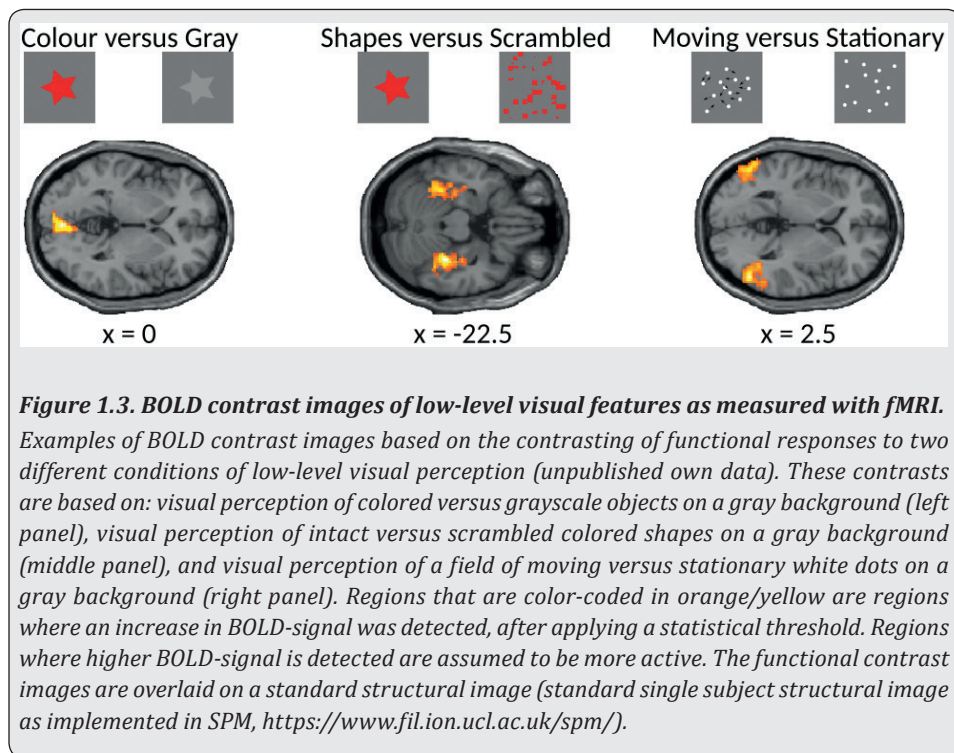 Colour versus Gray
Shapes versus Scrambled
Moving versus Stationary
x = 0
x = -22.5
x = 2.5
Figure 1.3. BOLD contrast images of low-level visual features as measured with fMRI.
Examples of BOLD contrast images based on the contrasting of functional responses to two
different conditions of low-level visual perception (unpublished own data). These contrasts
are based on: visual perception of colored versus grayscale objects on a gray background (left
panel), visual perception of intact versus scrambled colored shapes on a gray background
(middle panel), and visual perception of a field of moving versus stationary white dots on a
gray background (right panel). Regions that are color-coded in orange/yellow are regions
where an increase in BOLD-signal was detected, after applying a statistical threshold. Regions
where higher BOLD-signal is detected are assumed to be more active. The functional contrast
images are overlaid on a standard structural image (standard single subject structural image
as implemented in SPM, https://www.fil.ion.ucl.ac.uk/spm/).